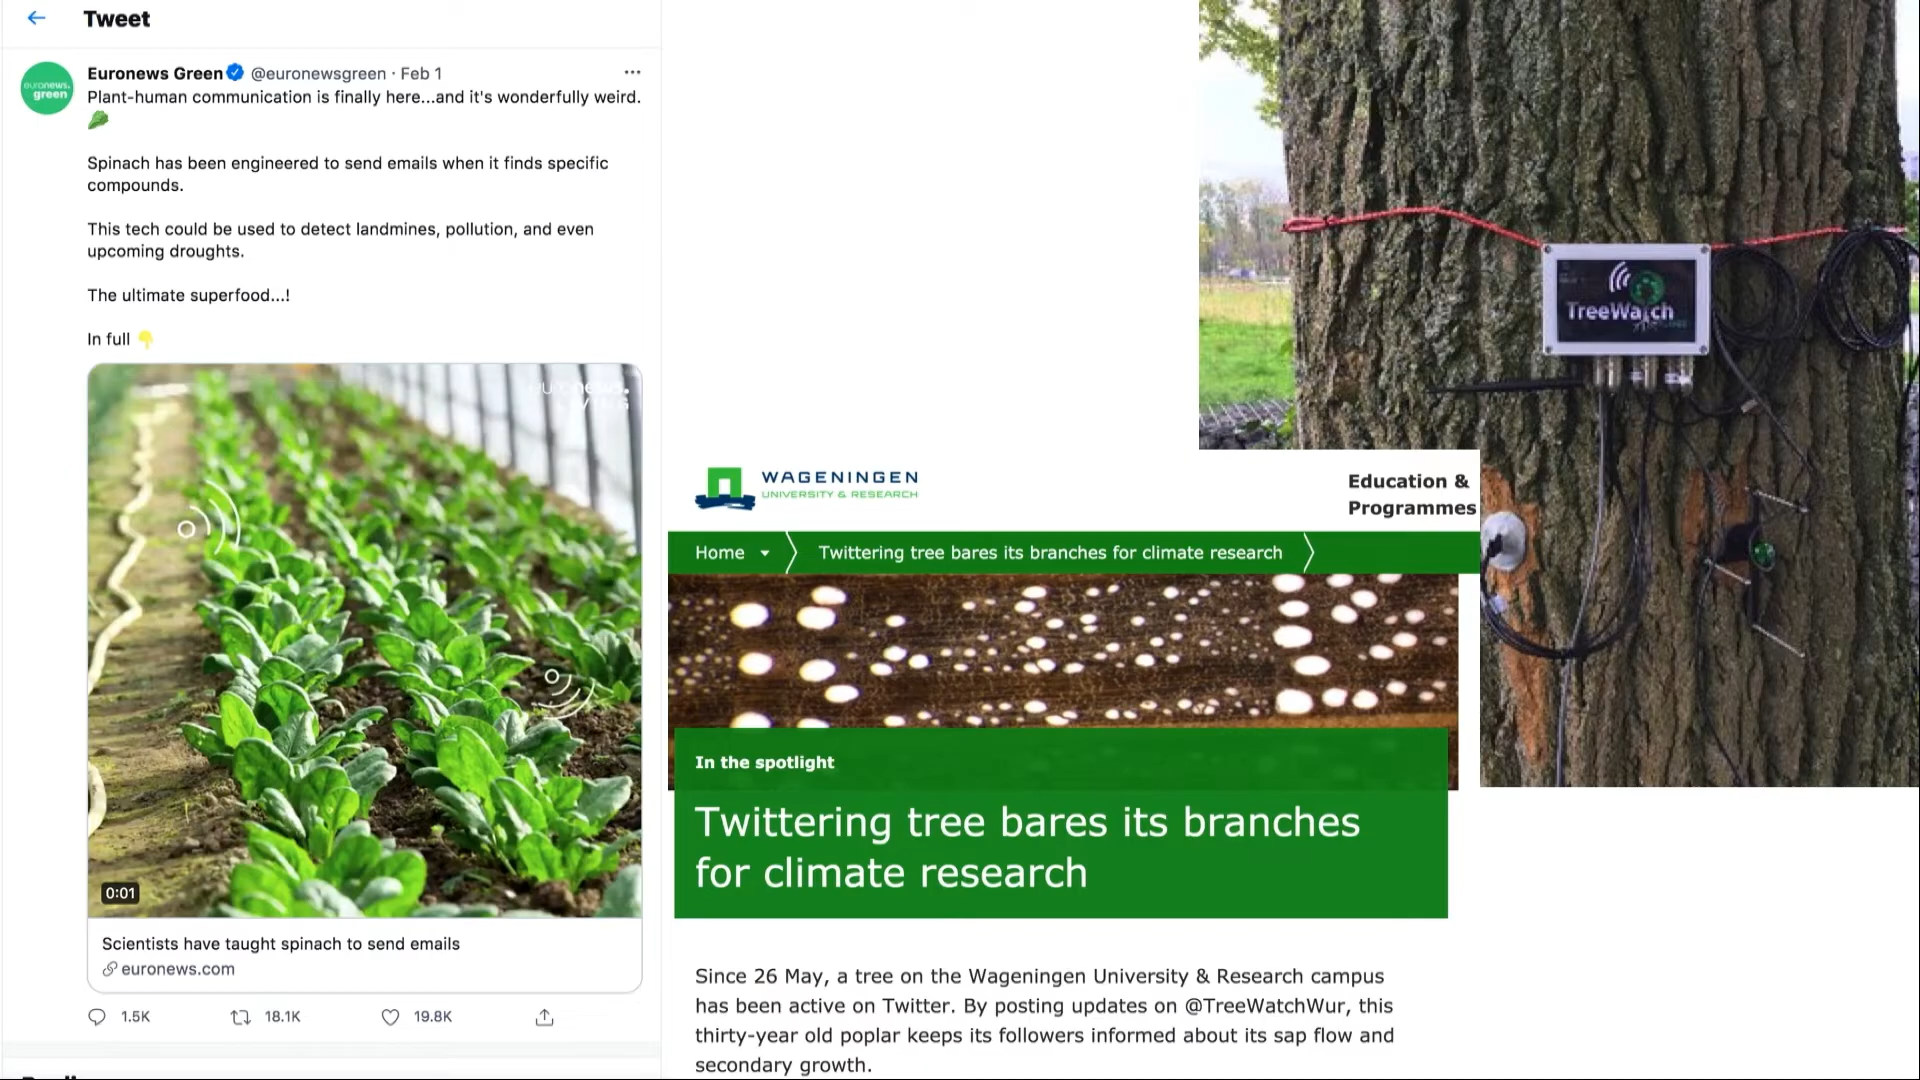 Tweet
Euronews Green @euronewsgreen · Feb 1
Plant-human communication is finally here...and it's wonderfully weird.
Spinach has been engineered to send emails when it finds specific
compounds.
This tech could be used to detect landmines, pollution, and even
upcoming droughts.
The ultimate superfood...!
In full
euronews.
green
euronews.
0:01
Scientists have taught spinach to send emails
euronews.com
1.5K
18.1K
19.8K
WAGENINGEN
UNIVERSITY & RESEARCH
Education &
Programmes
Home
Twittering tree bares its branches for climate research
In the spotlight
Twittering tree bares its branches
for climate research
Since 26 May, a tree on the Wageningen University & Research campus
has been active on Twitter. By posting updates on @TreeWatchWur, this
thirty-year old poplar keeps its followers informed about its sap flow and
secondary growth.
TreeWatch